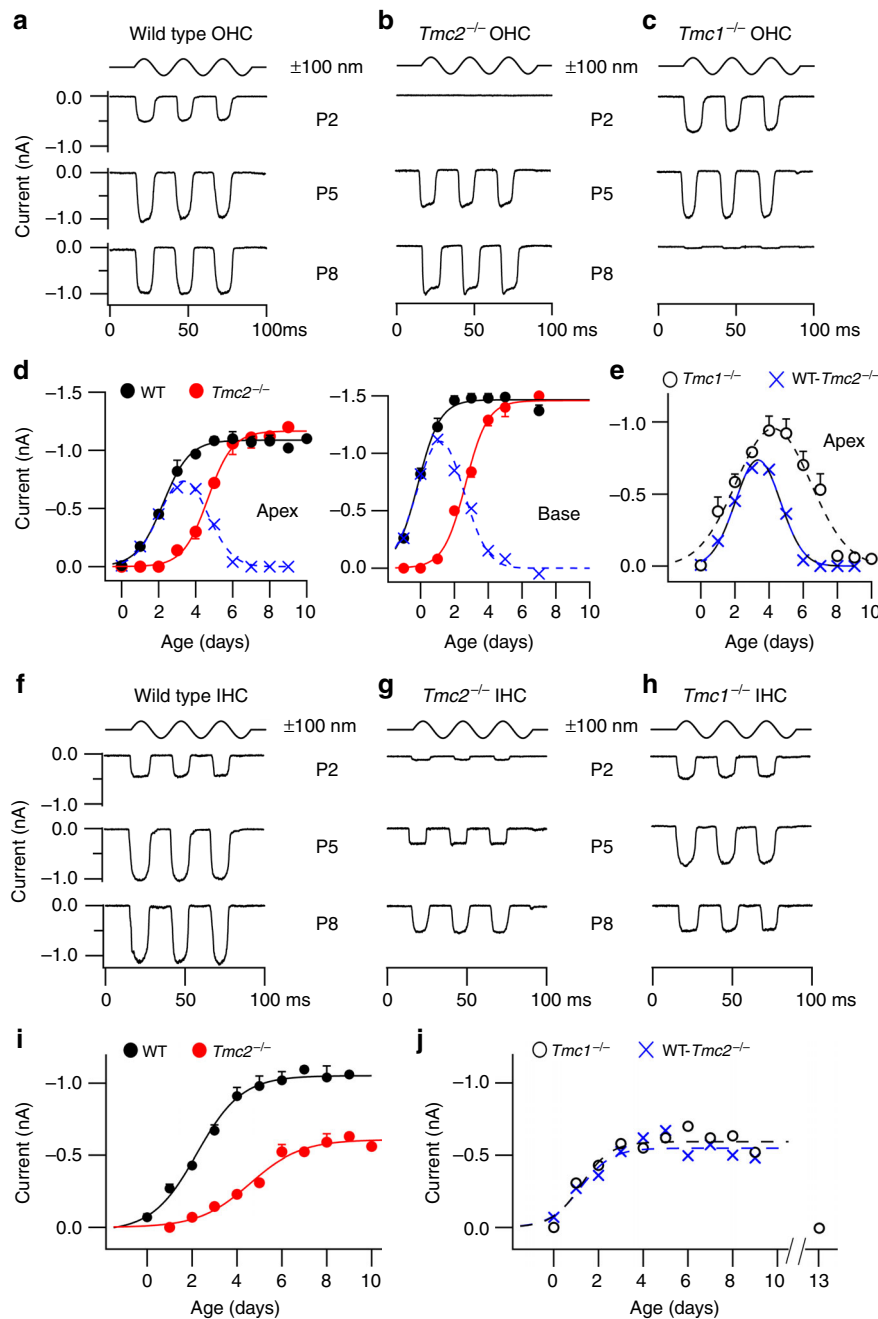 a
Wild type OHC
b
Tmc2−/− OHC
c
Tmc1−/− OHC
±100 nm
±100 nm
0.0
−1.0
P2
P2
0.0
−1.0
P5
P5
0.0
−1.0
P8
P8
Current (nA)
0 50 100ms
0 50 100
0 50 100
d
WT Tmc2−/−
−1.5
−1.0
−0.5
0.0
Current (nA)
Apex
0 2 4 6 8 10
Age (days)
−1.5
−1.0
−0.5
0.0
Base
0 2 4 6 8 10
Age (days)
e
Tmc1−/− WT-Tmc2−/−
−1.0
−0.5
0.0
Apex
0 2 4 6 8 10
Age (days)
f
Wild type IHC
g
Tmc2−/− IHC
h
Tmc1−/− IHC
±100 nm
±100 nm
0.0
−1.0
P2
P2
0.0
−1.0
P5
P5
0.0
−1.0
P8
P8
Current (nA)
0 50 100 ms
0 50 100
0 50 100
i
WT Tmc2−/−
−1.0
−0.5
0.0
Current (nA)
0 2 4 6 8 10
Age (days)
j
Tmc1−/− WT-Tmc2−/−
−1.0
−0.5
0.0
Current (nA)
0 2 4 6 8 10 13
Age (days)